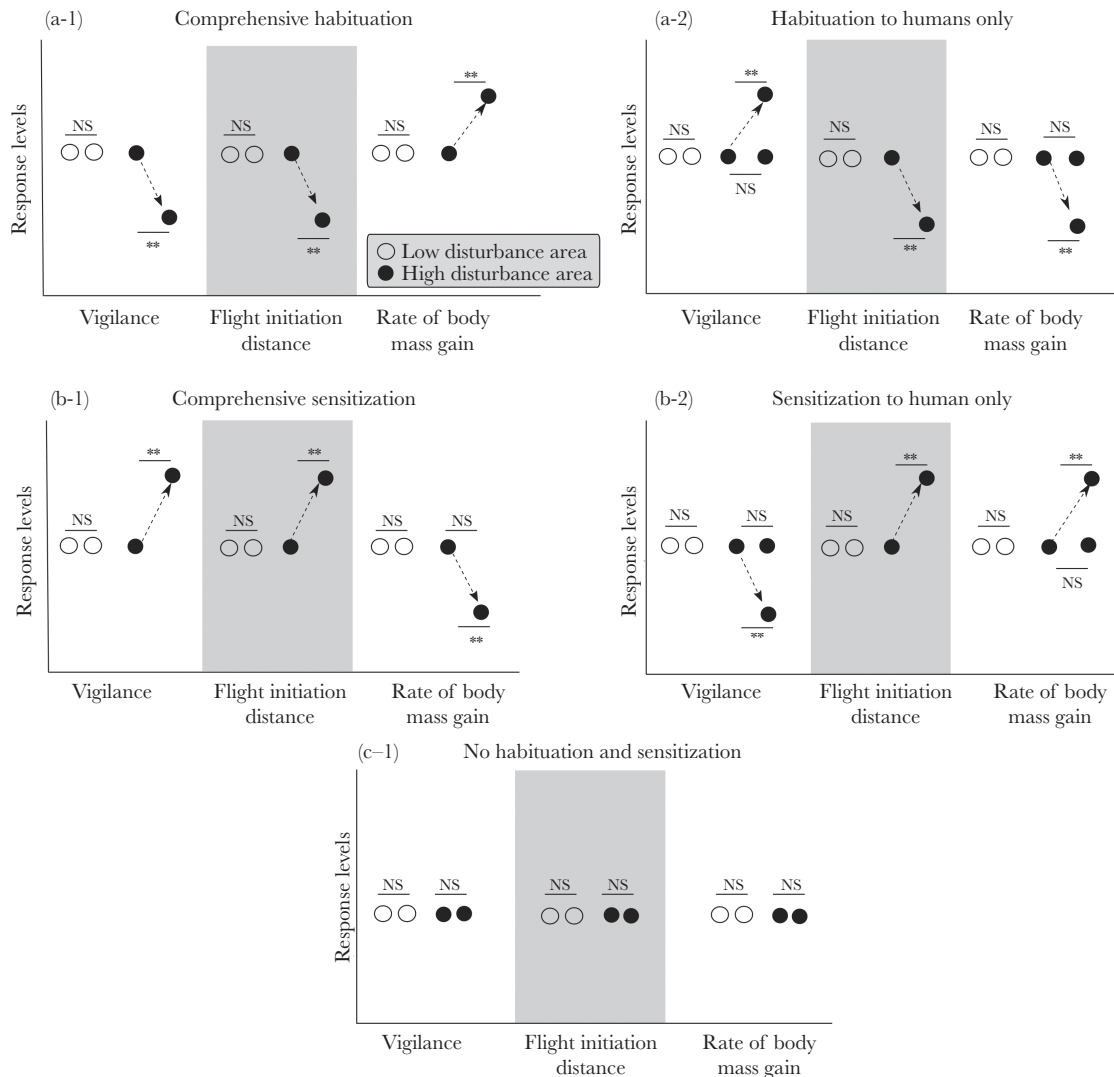 (a-1) Comprehensive habituation
Response levels
NS
**
NS
**
NS
**
Low disturbance area
High disturbance area
Vigilance
Flight initiation
distance
Rate of body
mass gain
(a-2) Habituation to humans only
Response levels
NS
**
NS
NS
**
NS
NS
**
Vigilance
Flight initiation
distance
Rate of body
mass gain
(b-1) Comprehensive sensitization
Response levels
NS
**
NS
**
NS
NS
**
Vigilance
Flight initiation
distance
Rate of body
mass gain
(b-2) Sensitization to human only
Response levels
NS
NS
**
NS
**
NS
**
NS
Vigilance
Flight initiation
distance
Rate of body
mass gain
(c–1) No habituation and sensitization
Response levels
NS
NS
NS
NS
NS
NS
Vigilance
Flight initiation
distance
Rate of body
mass gain